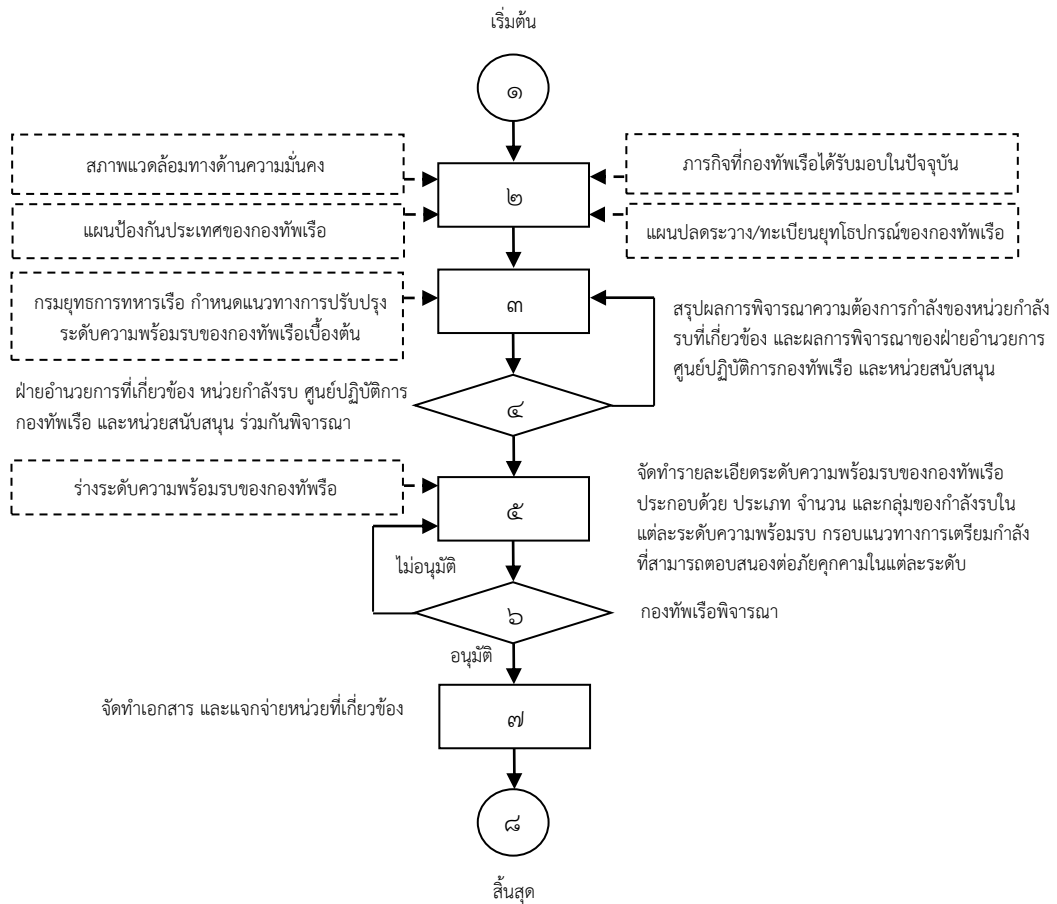 เริ่มต้น
๑
สภาพแวดล้อมทางด้านความมั่นคง
ภารกิจที่กองทัพเรือได้รับมอบในปัจจุบัน
๒
แผนป้องกันประเทศของกองทัพเรือ
แผนปลดระวาง/ทะเบียนยุทโธปกรณ์ของกองทัพเรือ
กรมยุทธการทหารเรือ กำหนดแนวทางการปรับปรุง
ระดับความพร้อมรบของกองทัพเรือเบื้องต้น
๓
สรุปผลการพิจารณาความต้องการกำลังของหน่วยกำลัง
รบที่เกี่ยวข้อง และผลการพิจารณาของฝ่ายอำนวยการ
ศูนย์ปฏิบัติการกองทัพเรือ และหน่วยสนับสนุน
ฝ่ายอำนวยการที่เกี่ยวข้อง หน่วยกำลังรบ ศูนย์ปฏิบัติการ
กองทัพเรือ และหน่วยสนับสนุน ร่วมกันพิจารณา
๔
ร่างระดับความพร้อมรบของกองทัพรือ
๕
จัดทำรายละเอียดระดับความพร้อมรบของกองทัพเรือ
ประกอบด้วย ประเภท จำนวน และกลุ่มของกำลังรบใน
แต่ละระดับความพร้อมรบ กรอบแนวทางการเตรียมกำลัง
ที่สามารถตอบสนองต่อภัยคุกคามในแต่ละระดับ
ไม่อนุมัติ
๖
กองทัพเรือพิจารณา
อนุมัติ
จัดทำเอกสาร และแจกจ่ายหน่วยที่เกี่ยวข้อง
๗
๘
สิ้นสุด